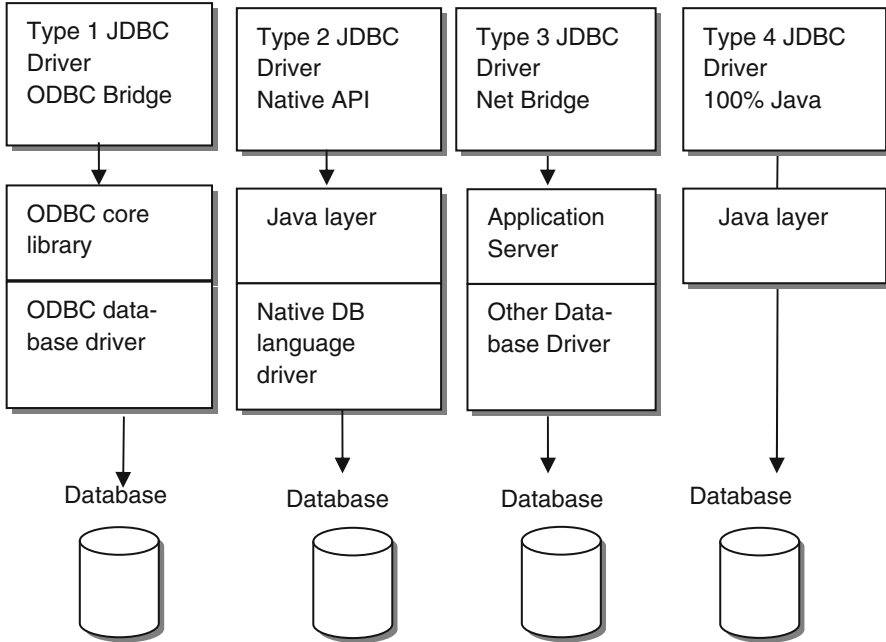 Type 1 JDBC
Driver
ODBC Bridge
ODBC core
library
ODBC data-
base driver
Database
Type 2 JDBC
Driver
Native API
Java layer
Native DB
language
driver
Database
Type 3 JDBC
Driver
Net Bridge
Application
Server
Other Data-
base Driver
Database
Type 4 JDBC
Driver
100% Java
Java layer
Database